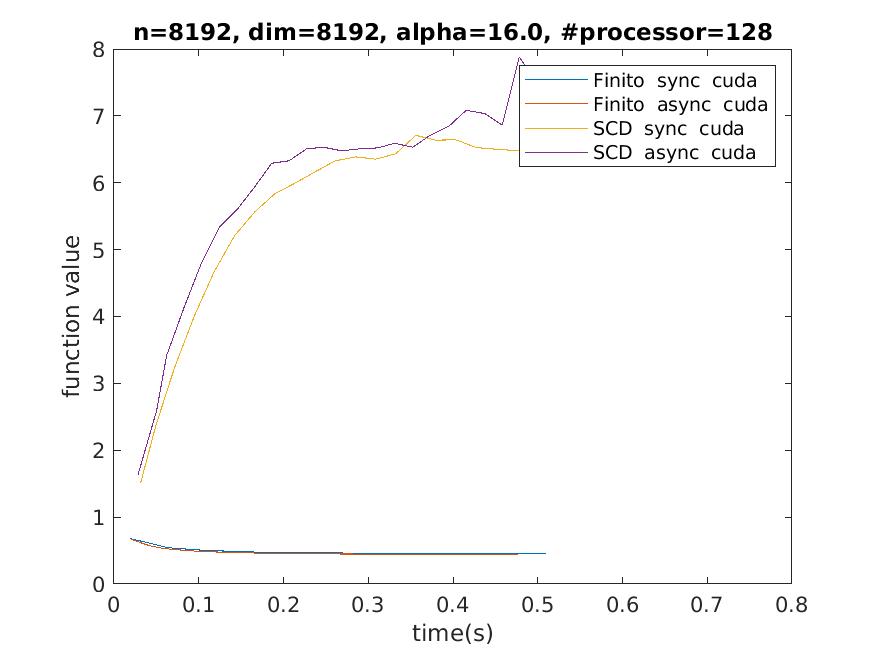 n=8192, dim=8192, alpha=16.0, #processor=128
8
7
6
5
4
3
2
1
0
function value
Finito sync cuda
Finito async cuda
SCD sync cuda
SCD async cuda
0 0.1 0.2 0.3 0.4 0.5 0.6 0.7 0.8
time(s)